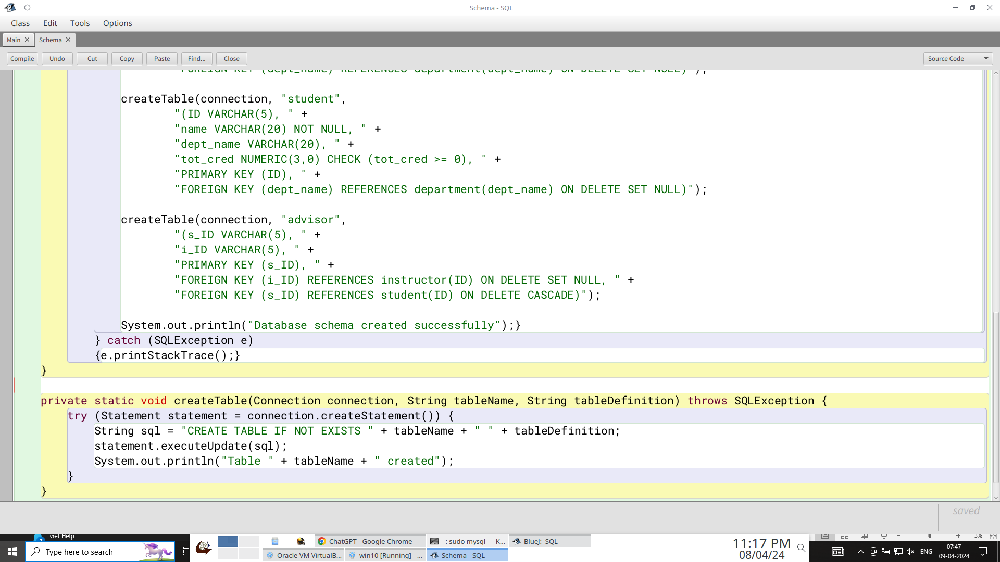 Schema - SQL
Class Edit Tools Options
Main Schema
Compile Undo Cut Copy Paste Find... Close Source Code
"FOREIGN KEY (dept_name) REFERENCES department(dept_name) ON DELETE SET NULL)");
createTable(connection, "student",
"(ID VARCHAR(5), " +
"name VARCHAR(20) NOT NULL, " +
"dept_name VARCHAR(20), " +
"tot_cred NUMERIC(3,0) CHECK (tot_cred >= 0), " +
"PRIMARY KEY (ID), " +
"FOREIGN KEY (dept_name) REFERENCES department(dept_name) ON DELETE SET NULL)");
createTable(connection, "advisor",
"(s_ID VARCHAR(5), " +
"i_ID VARCHAR(5), " +
"PRIMARY KEY (s_ID), " +
"FOREIGN KEY (i_ID) REFERENCES instructor(ID) ON DELETE SET NULL, " +
"FOREIGN KEY (s_ID) REFERENCES student(ID) ON DELETE CASCADE)");
System.out.println("Database schema created successfully");}
} catch (SQLException e)
{e.printStackTrace();}
}
private static void createTable(Connection connection, String tableName, String tableDefinition) throws SQLException {
try (Statement statement = connection.createStatement()) {
String sql = "CREATE TABLE IF NOT EXISTS " + tableName + " " + tableDefinition;
statement.executeUpdate(sql);
System.out.println("Table " + tableName + " created");
}
}
saved
Get Help
113%
Type here to search
ChatGPT - Google Chrome
- : sudo mysql — K...
BlueJ: SQL
Oracle VM VirtualB...
win10 [Running] - ...
Schema - SQL
11:17 PM
08/04/24
ENG
07:47
09-04-2024